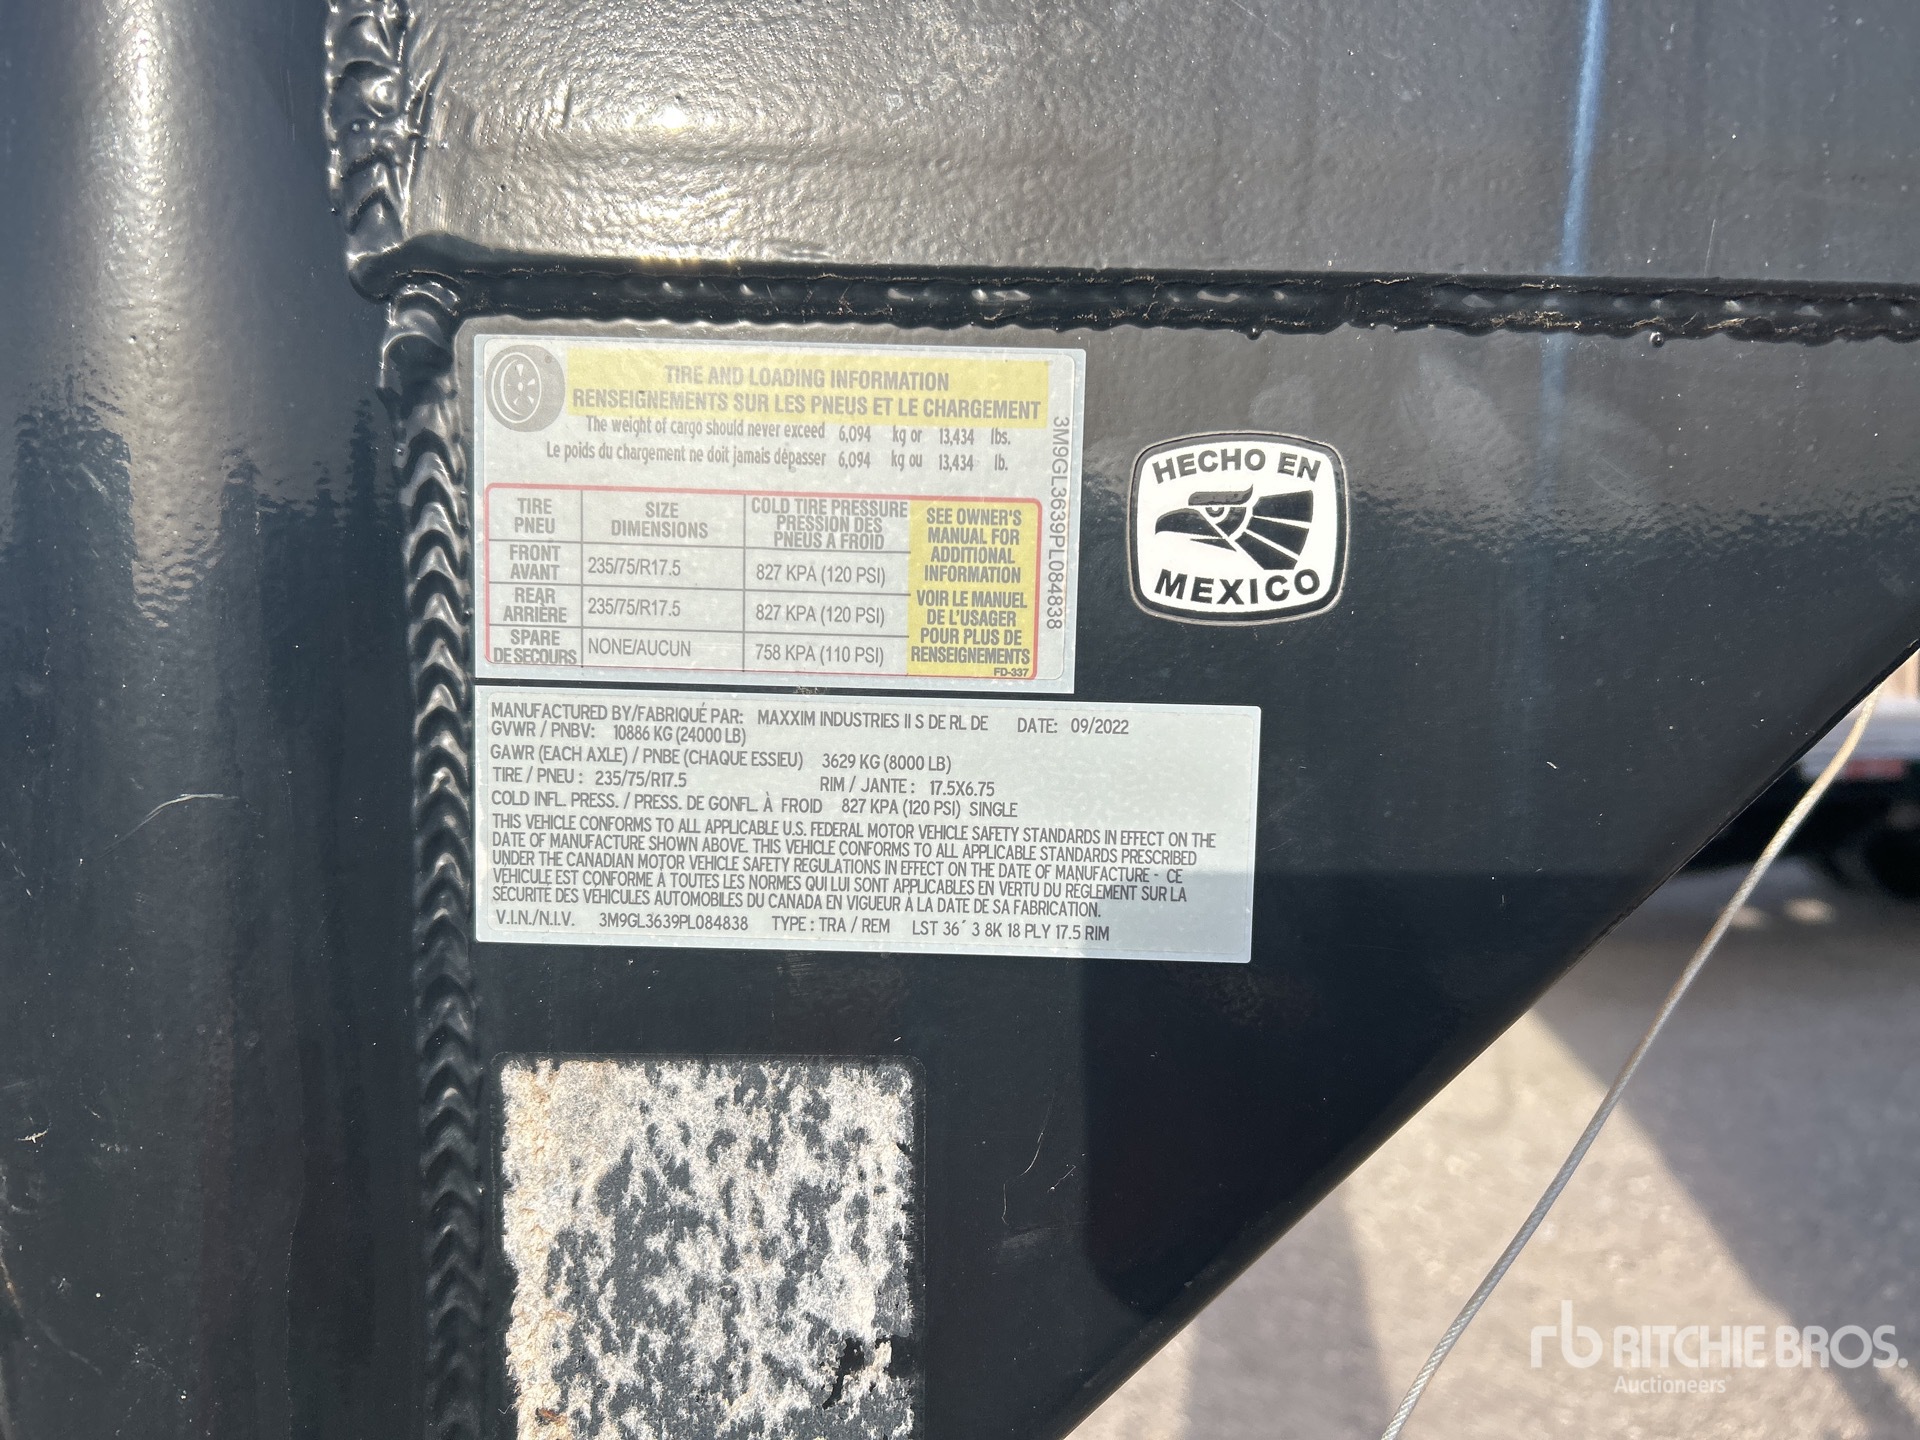 TIRE AND LOADING INFORMATION
RENSEIGNEMENTS SUR LES PNEUS ET LE CHARGEMENT
The weight of cargo should never exceed 6,094 kg or 13,434 lbs.
Le poids du chargement ne doit jamais dépasser 6,094 kg ou 13,434 lb.
TIRE PNEU
SIZE DIMENSIONS
COLD TIRE PRESSURE
PRESSION DES
PNEUS A FROID
FRONT AVANT 235/75/R17.5 827 KPA (120 PSI)
REAR ARRIÈRE 235/75/R17.5 827 KPA (120 PSI)
SPARE DE SECOURS NONE/AUCUN 758 KPA (110 PSI)
SEE OWNER'S
MANUAL FOR
ADDITIONAL
INFORMATION
VOIR LE MANUEL
DE L'USAGER
POUR PLUS DE
RENSEIGNEMENTS
FD-337
3M9GL3639PL084838
HECHO EN
MEXICO
MANUFACTURED BY/FABRIQUÉ PAR: MAXXIM INDUSTRIES II S DE RL DE DATE: 09/2022
GVWR / PNBV: 10886 KG (24000 LB)
GAWR (EACH AXLE) / PNBE (CHAQUE ESSIEU) 3629 KG (8000 LB)
TIRE / PNEU : 235/75/R17.5 RIM / JANTE : 17.5X6.75
COLD INFL. PRESS. / PRESS. DE GONFL. À FROID 827 KPA (120 PSI) SINGLE
THIS VEHICLE CONFORMS TO ALL APPLICABLE U.S. FEDERAL MOTOR VEHICLE SAFETY STANDARDS IN EFFECT ON THE
DATE OF MANUFACTURE SHOWN ABOVE. THIS VEHICLE CONFORMS TO ALL APPLICABLE STANDARDS PRESCRIBED
UNDER THE CANADIAN MOTOR VEHICLE SAFETY REGULATIONS IN EFFECT ON THE DATE OF MANUFACTURE - CE
VÉHICULE EST CONFORME À TOUTES LES NORMES QUI LUI SONT APPLICABLES EN VERTU DU RÈGLEMENT SUR LA
SÉCURITÉ DES VÉHICULES AUTOMOBILES DU CANADA EN VIGUEUR À LA DATE DE SA FABRICATION.
V.I.N./N.I.V. 3M9GL3639PL084838 TYPE : TRA / REM LST 36´ 3 8K 18 PLY 17.5 RIM
rb RITCHIE BROS.
Auctioneers